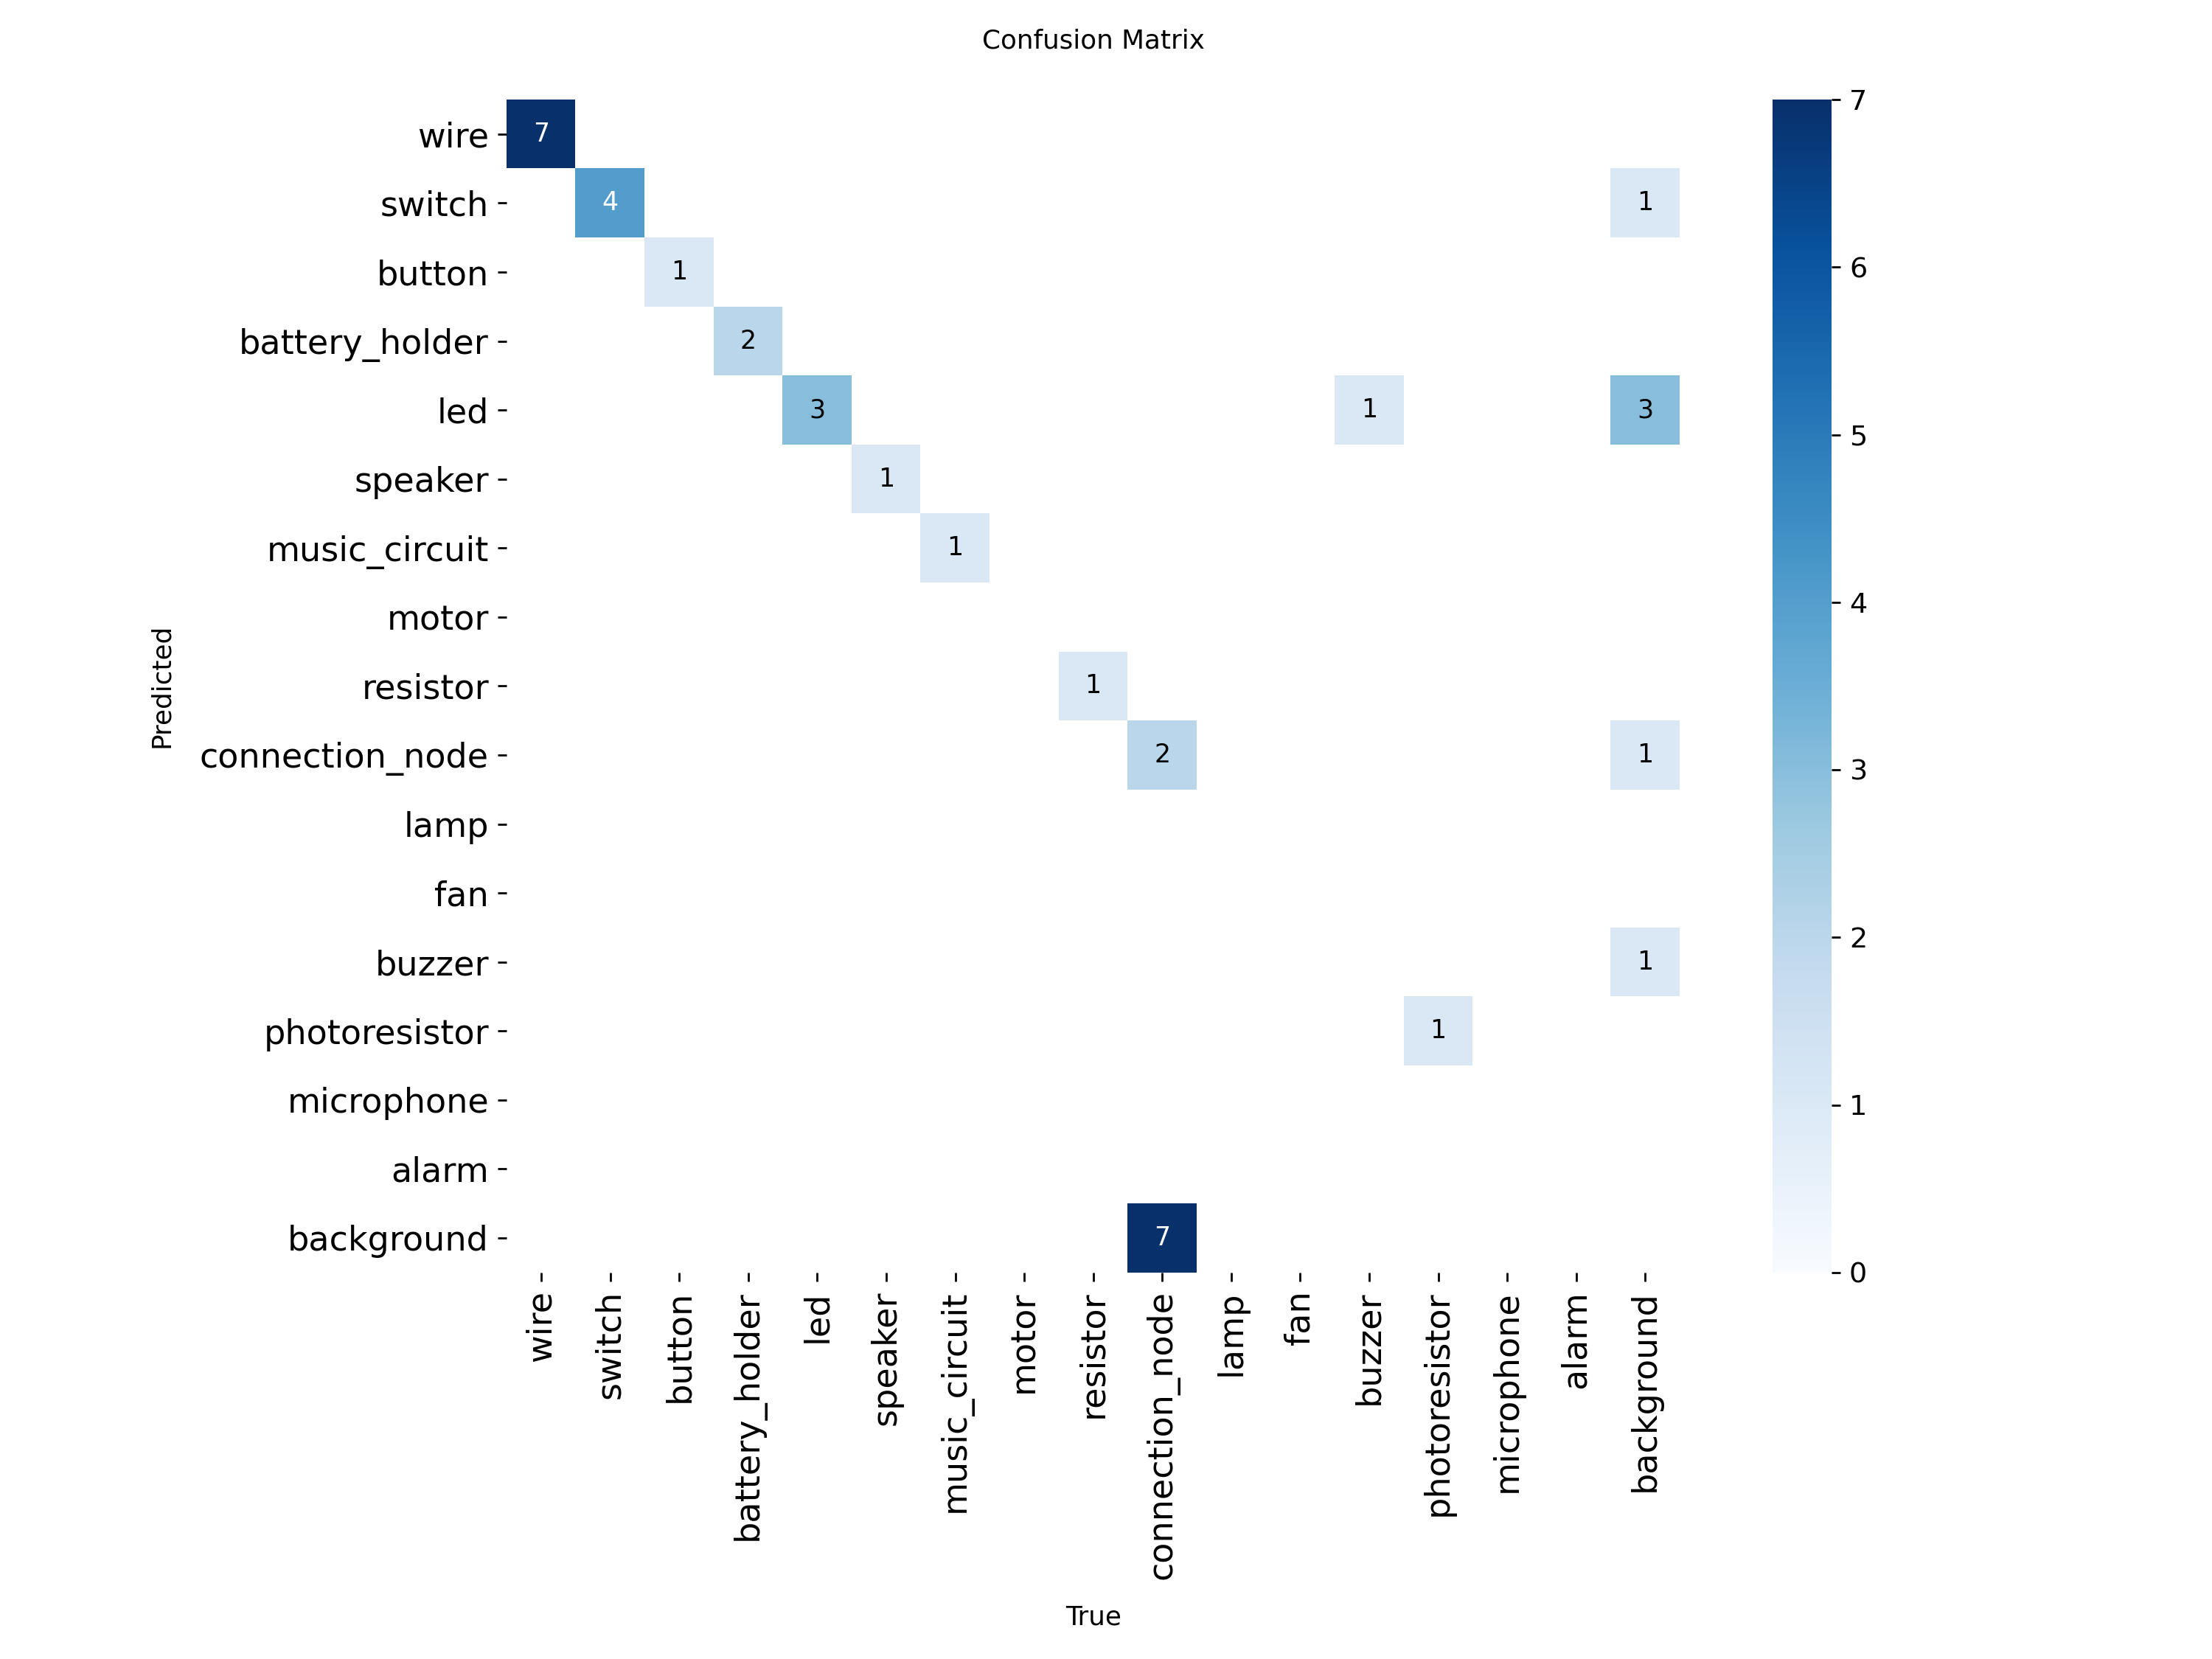 Confusion Matrix
wire 7
switch 4 1
button 1
battery_holder 2
led 3 1 3
speaker 1
music_circuit 1
motor
resistor 1
connection_node 2 1
lamp
fan
buzzer 1
photoresistor 1
microphone
alarm
background 7
Predicted
wire
switch
button
battery_holder
led
speaker
music_circuit
motor
resistor
connection_node
lamp
fan
buzzer
photoresistor
microphone
alarm
background
True
7
6
5
4
3
2
1
0